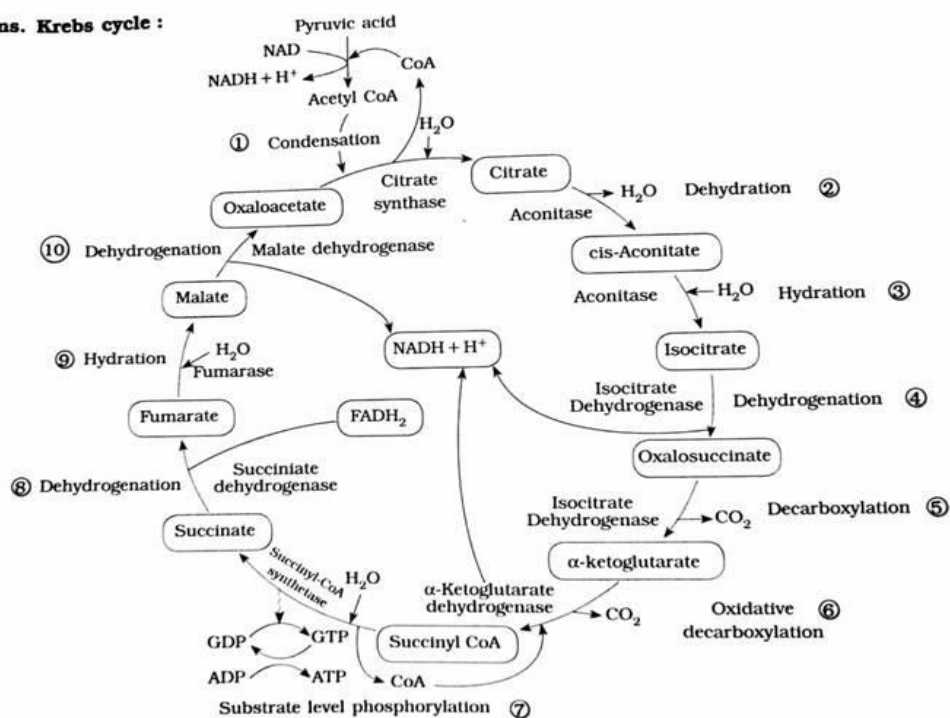 ns. Krebs cycle :
Pyruvic acid
NAD
CoA
NADH + H+
Acetyl CoA
① Condensation
H2O
Citrate
synthase
Citrate
H2O
Dehydration ②
Aconitase
Oxaloacetate
cis-Aconitate
⑩ Dehydrogenation
Malate dehydrogenase
Aconitase
H2O
Hydration ③
Malate
NADH + H+
Isocitrate
⑨ Hydration
H2O
Fumarase
Isocitrate
Dehydrogenase
Dehydrogenation ④
Fumarate
FADH2
Oxalosuccinate
⑧ Dehydrogenation
Succiniate
dehydrogenase
Isocitrate
Dehydrogenase
CO2
Decarboxylation ⑤
Succinate
α-ketoglutarate
Succinyl-CoA
synthetase
H2O
α-Ketoglutarate
dehydrogenase
CO2
Oxidative ⑥
decarboxylation
GDP
GTP
Succinyl CoA
ADP
ATP
CoA
Substrate level phosphorylation ⑦